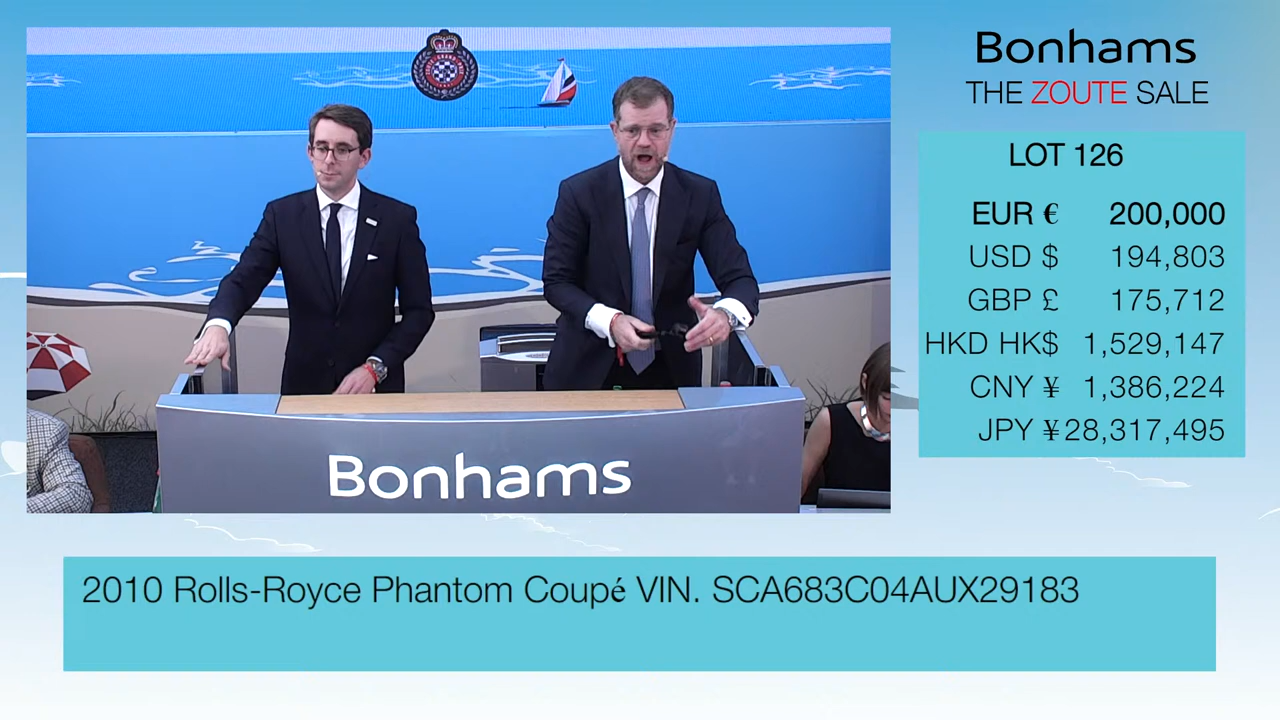 Bonhams
THE ZOUTE SALE
LOT 126
EUR € 200,000
USD $ 194,803
GBP £ 175,712
HKD HK$ 1,529,147
CNY ¥ 1,386,224
JPY ¥ 28,317,495
Bonhams
2010 Rolls-Royce Phantom Coupé VIN. SCA683C04AUX29183